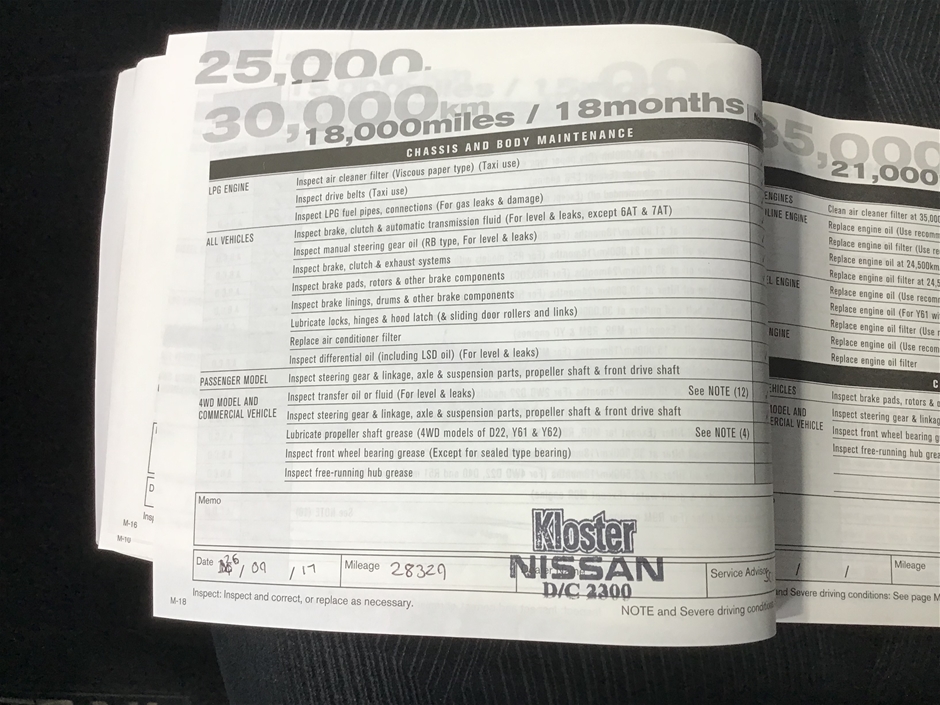 25,000-
30,000km
18,000miles / 18months
CHASSIS AND BODY MAINTENANCE
LPG ENGINE
Inspect air cleaner filter (Viscous paper type) (Taxi use)
Inspect drive belts (Taxi use)
Inspect LPG fuel pipes, connections (For gas leaks & damage)
ALL VEHICLES
Inspect brake, clutch & automatic transmission fluid (For level & leaks, except 6AT & 7AT)
Inspect manual steering gear oil (RB type, For level & leaks)
Inspect brake, clutch & exhaust systems
Inspect brake pads, rotors & other brake components
Inspect brake linings, drums & other brake components
Lubricate locks, hinges & hood latch (& sliding door rollers and links)
Replace air conditioner filter
Inspect differential oil (including LSD oil) (For level & leaks)
PASSENGER MODEL
Inspect steering gear & linkage, axle & suspension parts, propeller shaft & front drive shaft
4WD MODEL AND
COMMERCIAL VEHICLE
Inspect transfer oil or fluid (For level & leaks) See NOTE (12)
Inspect steering gear & linkage, axle & suspension parts, propeller shaft & front drive shaft
Lubricate propeller shaft grease (4WD models of D22, Y61 & Y62) See NOTE (4)
Inspect front wheel bearing grease (Except for sealed type bearing)
Inspect free-running hub grease
Memo
Date 26/09/17 Mileage 28329
Kloster
NISSAN
D/C 2300
Service Advisor
M-18 Inspect: Inspect and correct, or replace as necessary.
NOTE and Severe driving
M-16
35,000
21,000
ENGINES
ENGINE
Clean air cleaner filter at 35,000
Replace engine oil (Use
Replace engine oil filter (Use
Replace engine oil at 24,500km
ENGINE
Replace engine oil filter at
Replace engine oil (Use
Replace engine oil (For Y61
Replace engine oil filter (Use
Replace engine oil (Use
Replace engine oil filter
Inspect brake pads, rotors &
MODEL AND
VEHICLE
Inspect steering gear &
Inspect front wheel bearing
Inspect free-running hub
/ / Mileage
and Severe driving conditions: See page